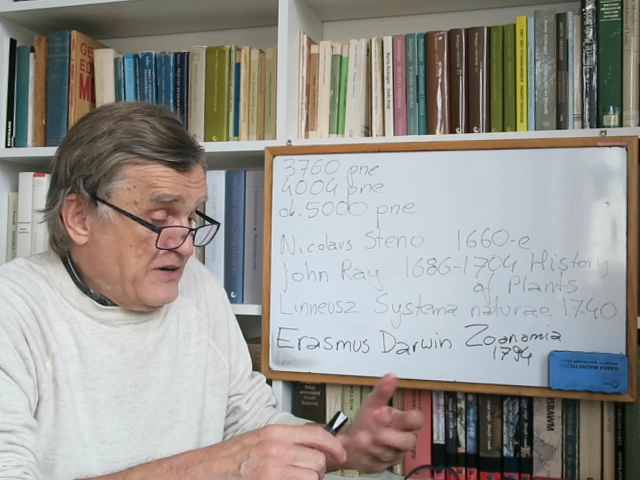 3760 pne
4004 pne
ok. 5000 pne
Nicolaus Steno 1660-e
John Ray 1686-1704 History
of Plants
Linneusz Systema naturae 1740
Erasmus Darwin Zoonomia
1794